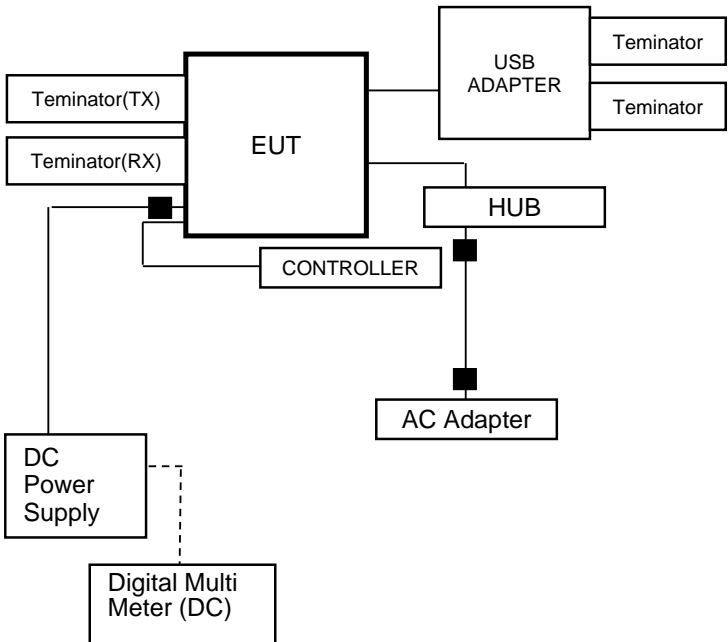 Teminator(TX)
Teminator(RX)
EUT
USB
ADAPTER
Teminator
Teminator
HUB
CONTROLLER
AC Adapter
DC
Power
Supply
Digital Multi
Meter (DC)